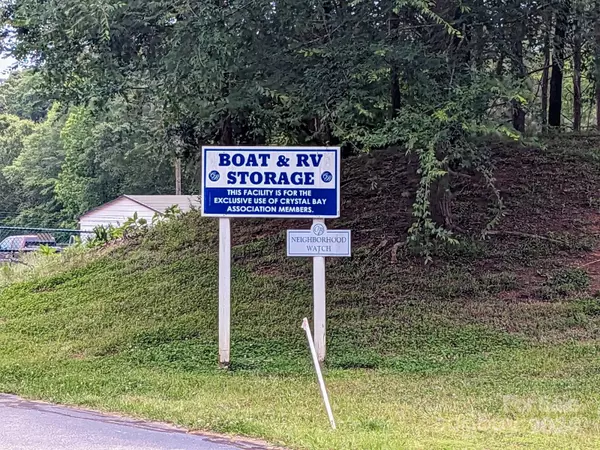 BOAT & RV
STORAGE
THIS FACILITY IS FOR THE
EXCLUSIVE USE OF CRYSTAL BAY
ASSOCIATION MEMBERS.
NEIGHBORHOOD
WATCH